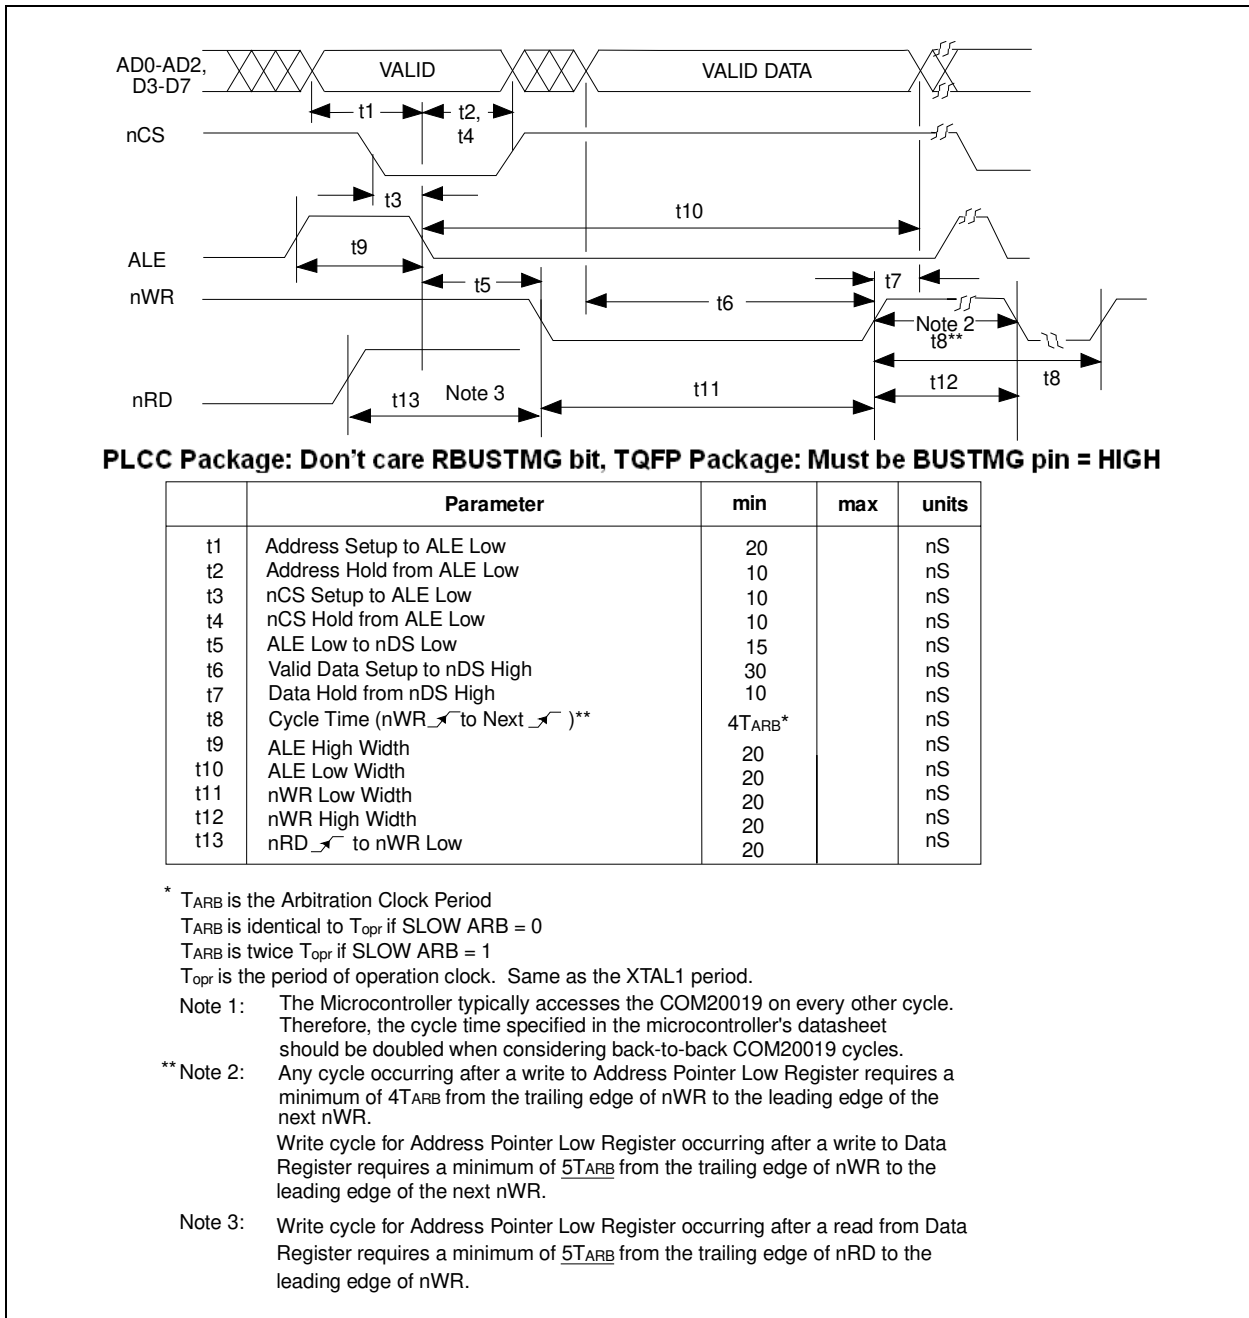 AD0-AD2,
D3-D7
VALID
VALID DATA
t1
t2,
t4
nCS
t3
t10
ALE
t9
t7
nWR
t5
t6
Note 2
t8**
t8
nRD
t13
Note 3
t11
t12
PLCC Package: Don't care RBUSTMG bit, TQFP Package: Must be BUSTMG pin = HIGH
Parameter min max units
t1 Address Setup to ALE Low 20 nS
t2 Address Hold from ALE Low 10 nS
t3 nCS Setup to ALE Low 10 nS
t4 nCS Hold from ALE Low 10 nS
t5 ALE Low to nDS Low 15 nS
t6 Valid Data Setup to nDS High 30 nS
t7 Data Hold from nDS High 10 nS
t8 Cycle Time (nWR to Next )** 4TARB* nS
t9 ALE High Width 20 nS
t10 ALE Low Width 20 nS
t11 nWR Low Width 20 nS
t12 nWR High Width 20 nS
t13 nRD to nWR Low 20 nS
* TARB is the Arbitration Clock Period
TARB is identical to Topr if SLOW ARB = 0
TARB is twice Topr if SLOW ARB = 1
Topr is the period of operation clock. Same as the XTAL1 period.
Note 1: The Microcontroller typically accesses the COM20019 on every other cycle.
Therefore, the cycle time specified in the microcontroller's datasheet
should be doubled when considering back-to-back COM20019 cycles.
**Note 2: Any cycle occurring after a write to Address Pointer Low Register requires a
minimum of 4TARB from the trailing edge of nWR to the leading edge of the
next nWR.
Write cycle for Address Pointer Low Register occurring after a write to Data
Register requires a minimum of 5TARB from the trailing edge of nWR to the
leading edge of the next nWR.
Note 3: Write cycle for Address Pointer Low Register occurring after a read from Data
Register requires a minimum of 5TARB from the trailing edge of nRD to the
leading edge of nWR.